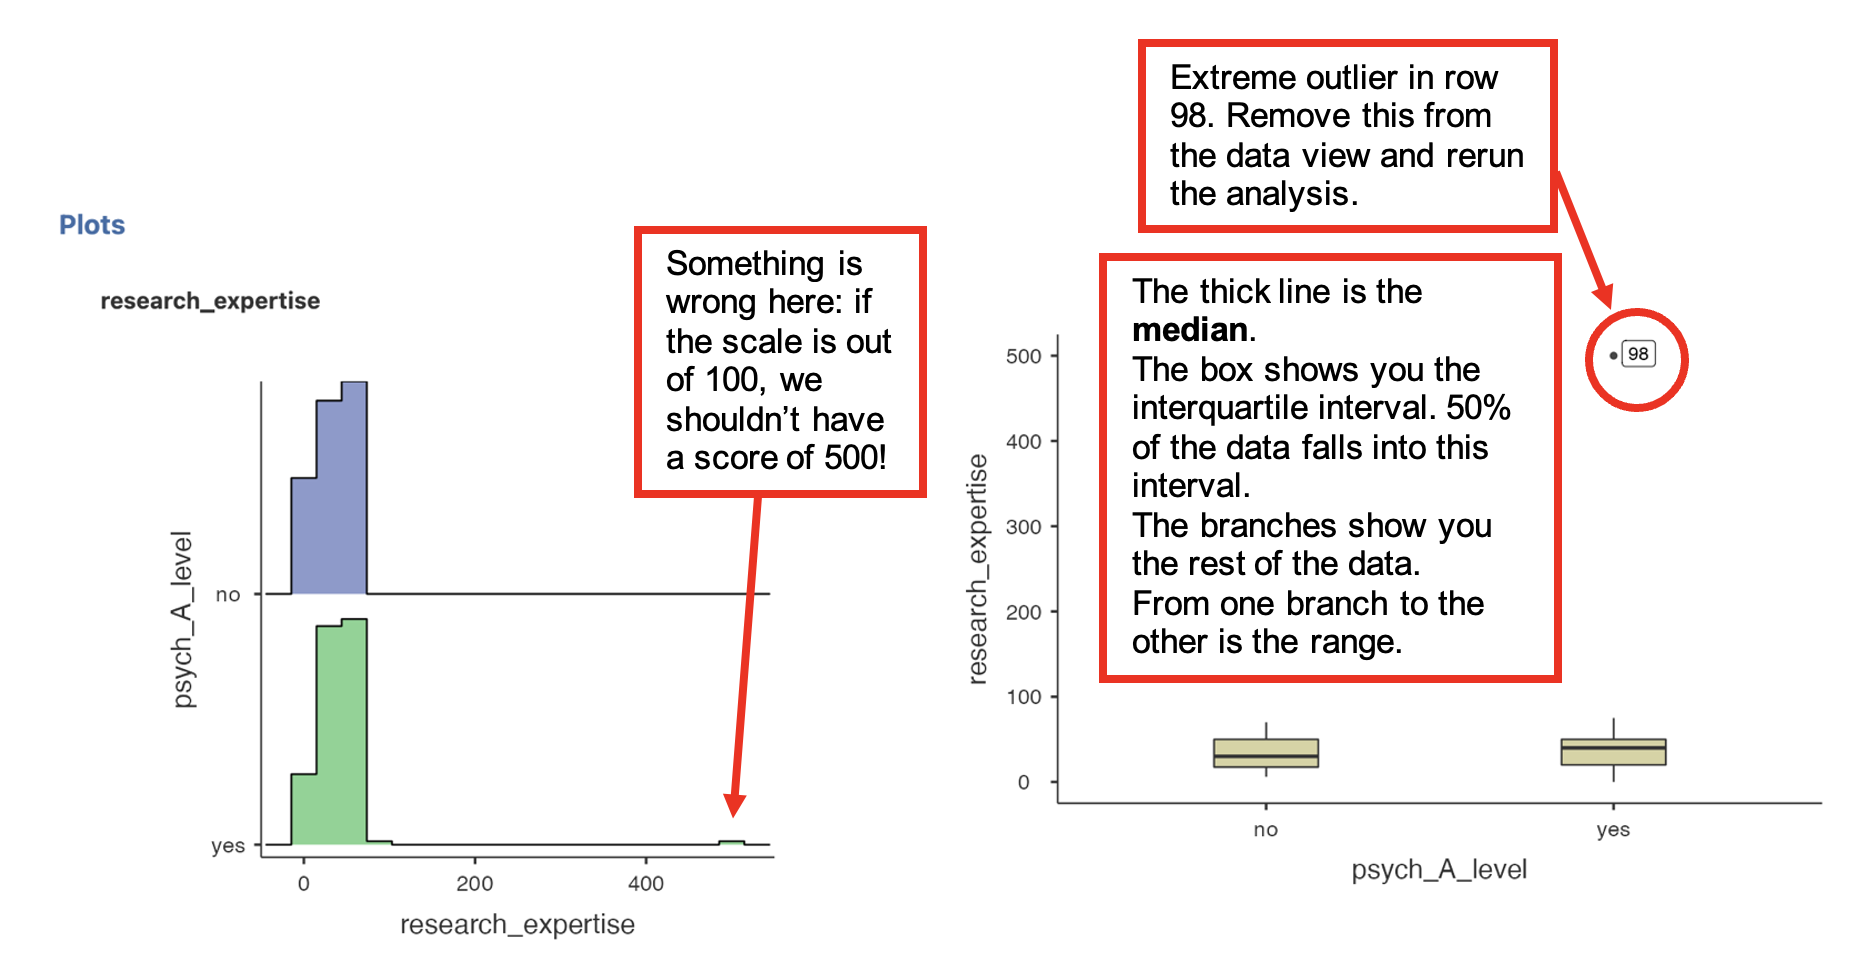 Plots
research_expertise
Something is
wrong here: if
the scale is out
of 100, we
shouldn’t have
a score of 500!
psych_A_level
no
yes
0
200
400
research_expertise
Extreme outlier in row
98. Remove this from
the data view and rerun
the analysis.
The thick line is the
median.
The box shows you the
interquartile interval. 50%
of the data falls into this
interval.
The branches show you
the rest of the data.
From one branch to the
other is the range.
98
research_expertise
500
400
300
200
100
0
no
yes
psych_A_level